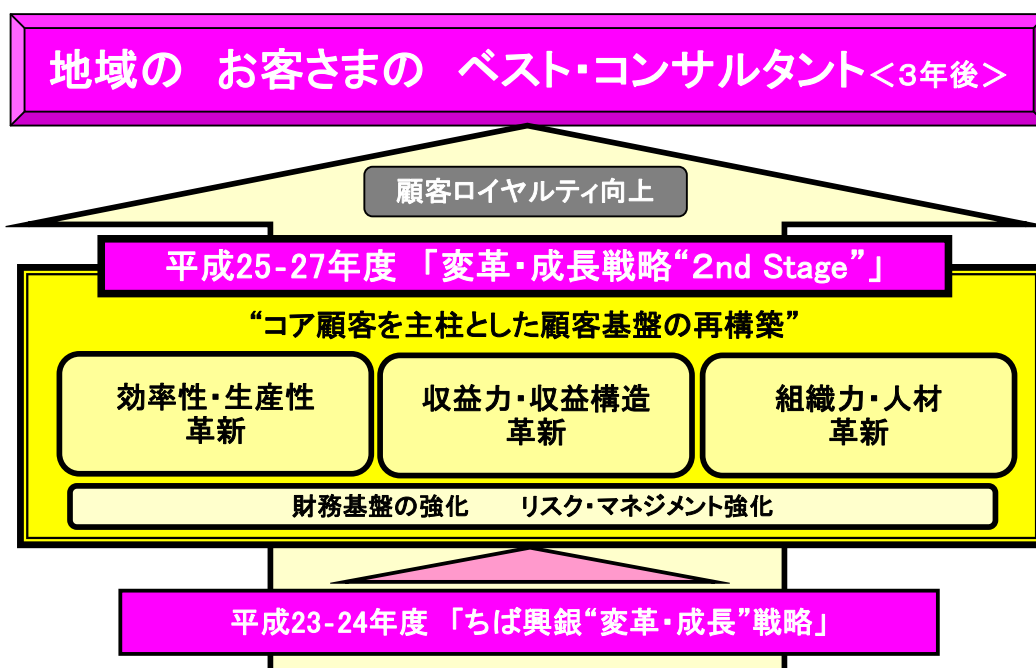 地域の　お客さまの　ベスト・コンサルタント＜３年後＞
顧客ロイヤルティ向上
平成25-27年度 「変革・成長戦略“２nd Stage”」
“コア顧客を主柱とした顧客基盤の再構築”
効率性・生産性
革新
収益力・収益構造
革新
組織力・人材
革新
財務基盤の強化　　リスク・マネジメント強化
平成23-24年度 「ちば興銀“変革・成長”戦略」